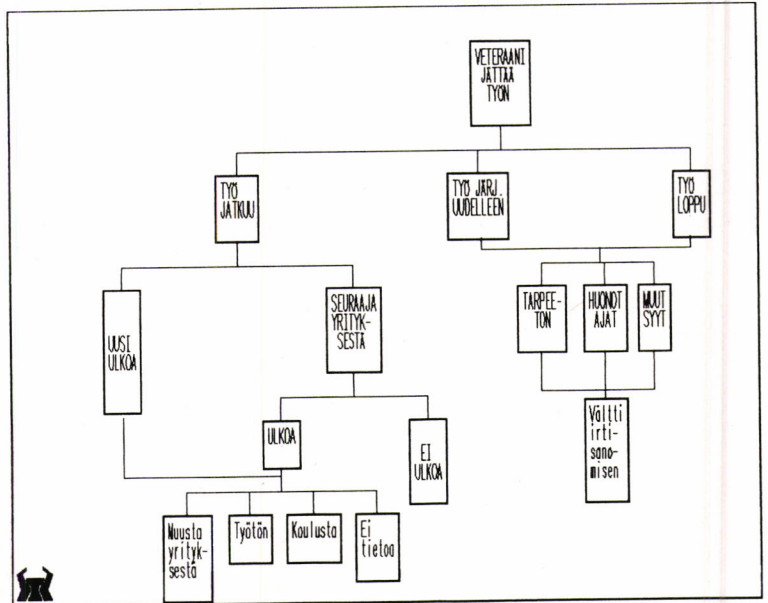 VETERAANI
JÄTTÄÄ
TYÖN
TYÖ
JATKUU
TYÖ JÄRJ.
UUDELLEEN
TYÖ
LOPPU
UUSI
ULKOA
SEURAAJA
YRITYK-
SESTÄ
TARPEE-
TON
HUONOT
AJAT
MUUT
SYYT
ULKOA
EI
ULKOA
Vältti
irti-
sano-
misen
Muusta
yrityk-
sestä
Työtön
Koulusta
Ei
tietoa